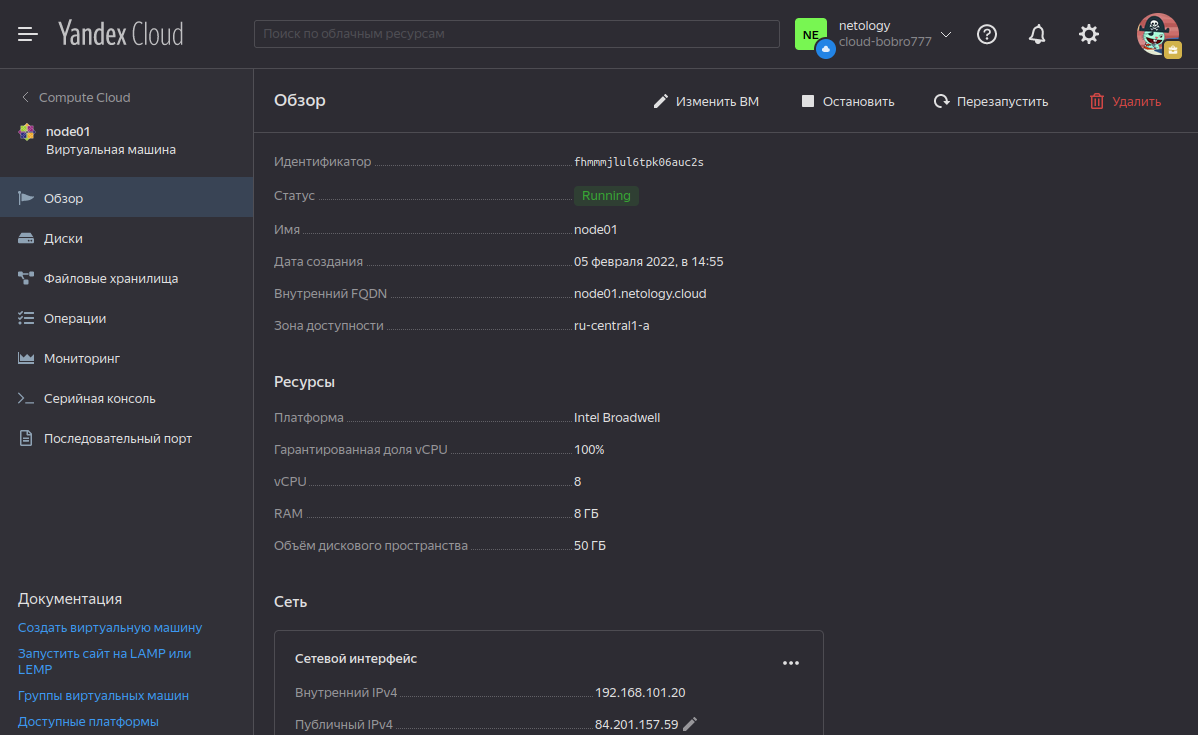 Yandex Cloud
Поиск по облачным ресурсам
NE
netology
cloud-bobro777
Compute Cloud
node01
Виртуальная машина
Обзор
Диски
Файловые хранилища
Операции
Мониторинг
Серийная консоль
Последовательный порт
Документация
Создать виртуальную машину
Запустить сайт на LAMP или
LEMP
Группы виртуальных машин
Доступные платформы
Обзор
Изменить ВМ
Остановить
Перезапустить
Удалить
Идентификатор fhmmmjlul6tpk06auc2s
Статус Running
Имя node01
Дата создания 05 февраля 2022, в 14:55
Внутренний FQDN node01.netology.cloud
Зона доступности ru-central1-a
Ресурсы
Платформа Intel Broadwell
Гарантированная доля vCPU 100%
vCPU 8
RAM 8 ГБ
Объём дискового пространства 50 ГБ
Сеть
Сетевой интерфейс
Внутренний IPv4 192.168.101.20
Публичный IPv4 84.201.157.59